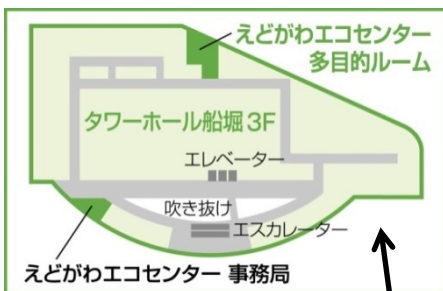 えどがわエコセンター
多目的ルーム
タワーホール船堀3F
エレベーター
吹き抜け
エスカレーター
えどがわエコセンター 事務局